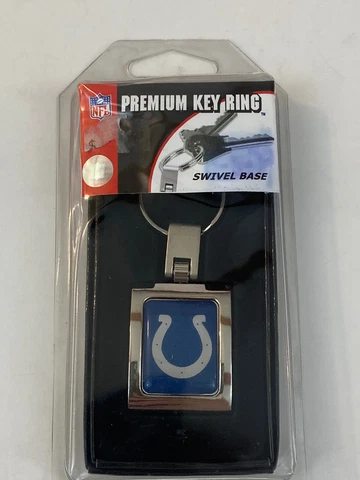 NFL
PREMIUM KEY RING
SWIVEL BASE